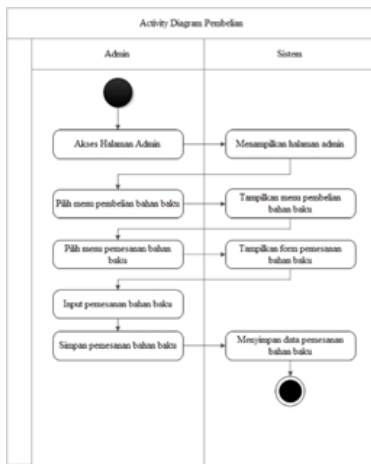 Activity Diagram Pembelian
Admin
Sistem
Akses Halaman Admin
Menampilkan halaman admin
Pilih menu pembelian bahan baku
Tampilkan menu pembelian
bahan baku
Pilih menu pemesanan bahan
baku
Tampilkan form pemesanan
bahan baku
Input pemesanan bahan baku
Simpan pemesanan bahan baku
Menyimpan data pemesanan
bahan baku